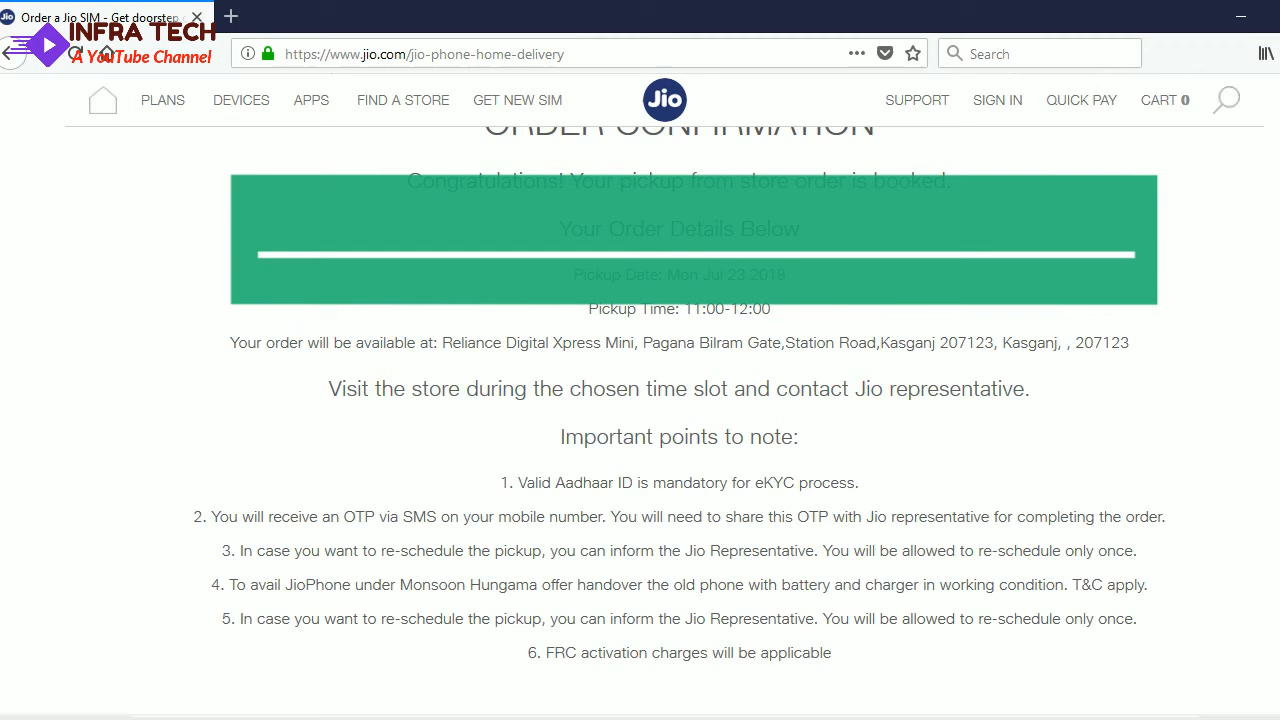 Order a Jio SIM - Get doorstep
INFRA TECH
A YouTube Channel
https://www.jio.com/jio-phone-home-delivery
Search
PLANS DEVICES APPS FIND A STORE GET NEW SIM Jio SUPPORT SIGN IN QUICK PAY CART 0
ORDER CONFIRMATION
Congratulations! Your pickup from store order is booked.
Your Order Details Below
Pickup Date: Mon Jul 23 2018
Pickup Time: 11:00-12:00
Your order will be available at: Reliance Digital Xpress Mini, Pagana Bilram Gate,Station Road,Kasganj 207123, Kasganj, , 207123
Visit the store during the chosen time slot and contact Jio representative.
Important points to note:
1. Valid Aadhaar ID is mandatory for eKYC process.
2. You will receive an OTP via SMS on your mobile number. You will need to share this OTP with Jio representative for completing the order.
3. In case you want to re-schedule the pickup, you can inform the Jio Representative. You will be allowed to re-schedule only once.
4. To avail JioPhone under Monsoon Hungama offer handover the old phone with battery and charger in working condition. T&C apply.
5. In case you want to re-schedule the pickup, you can inform the Jio Representative. You will be allowed to re-schedule only once.
6. FRC activation charges will be applicable